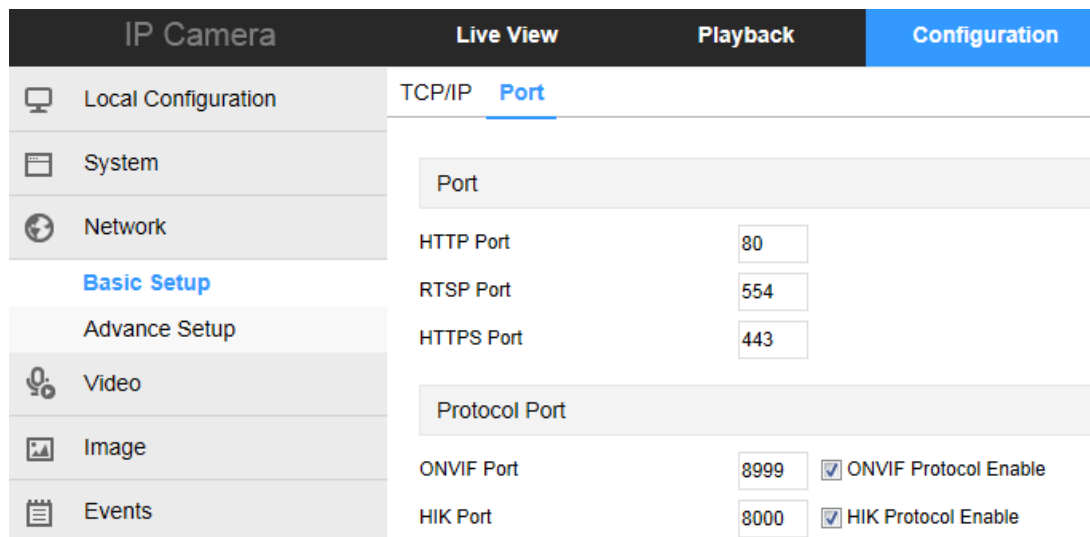 IP Camera Live View Playback Configuration
Local Configuration
System
Network
Basic Setup
Advance Setup
Video
Image
Events
TCP/IP Port
Port
HTTP Port 80
RTSP Port 554
HTTPS Port 443
Protocol Port
ONVIF Port 8999 ONVIF Protocol Enable
HIK Port 8000 HIK Protocol Enable